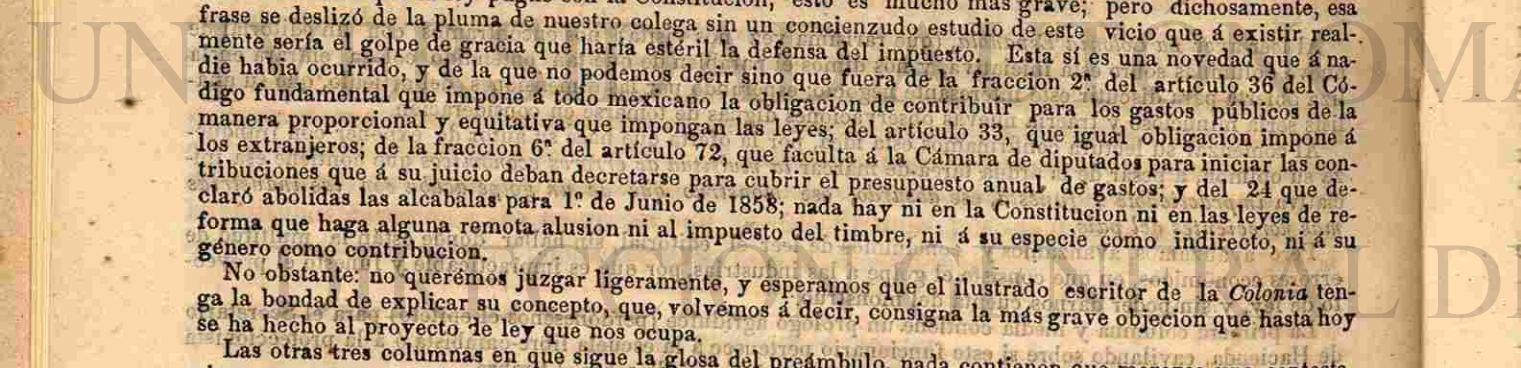 esto es mucho más grave; pero dichosamente, esa
frase se deslizó de la pluma de nuestro colega sin un concienzudo estudio de este vicio que á existir real-
mente sería el golpe de gracia que haría estéril la defensa del impuesto. Esta sí es una novedad que á na-
die habia ocurrido, y de la que no podemos decir sino que fuera de la fraccion 2ª del artículo 36 del Có-
digo fundamental que impone á todo mexicano la obligacion de contribuir para los gastos públicos de la
manera proporcional y equitativa que impongan las leyes; del artículo 33, que igual obligacion impone á
los extranjeros; de la fraccion 6ª del artículo 72, que faculta á la Cámara de diputados para iniciar las con-
tribuciones que á su juicio deban decretarse para cubrir el presupuesto anual de gastos; y del 24 que de-
claró abolidas las alcabalas para 1º de Junio de 1858; nada hay ni en la Constitucion ni en las leyes de re-
forma que haga alguna remota alusion ni al impuesto del timbre, ni á su especie como indirecto, ni á su
género como contribucion.
No obstante: no querémos juzgar ligeramente, y esperamos que el ilustrado escritor de la Colonia ten-
ga la bondad de explicar su concepto, que, volvemos á decir, consigna la más grave objecion que hasta hoy
se ha hecho al proyecto de ley que nos ocupa.
Las otras tres columnas en que sigue la glosa del preámbulo, nada contienen que